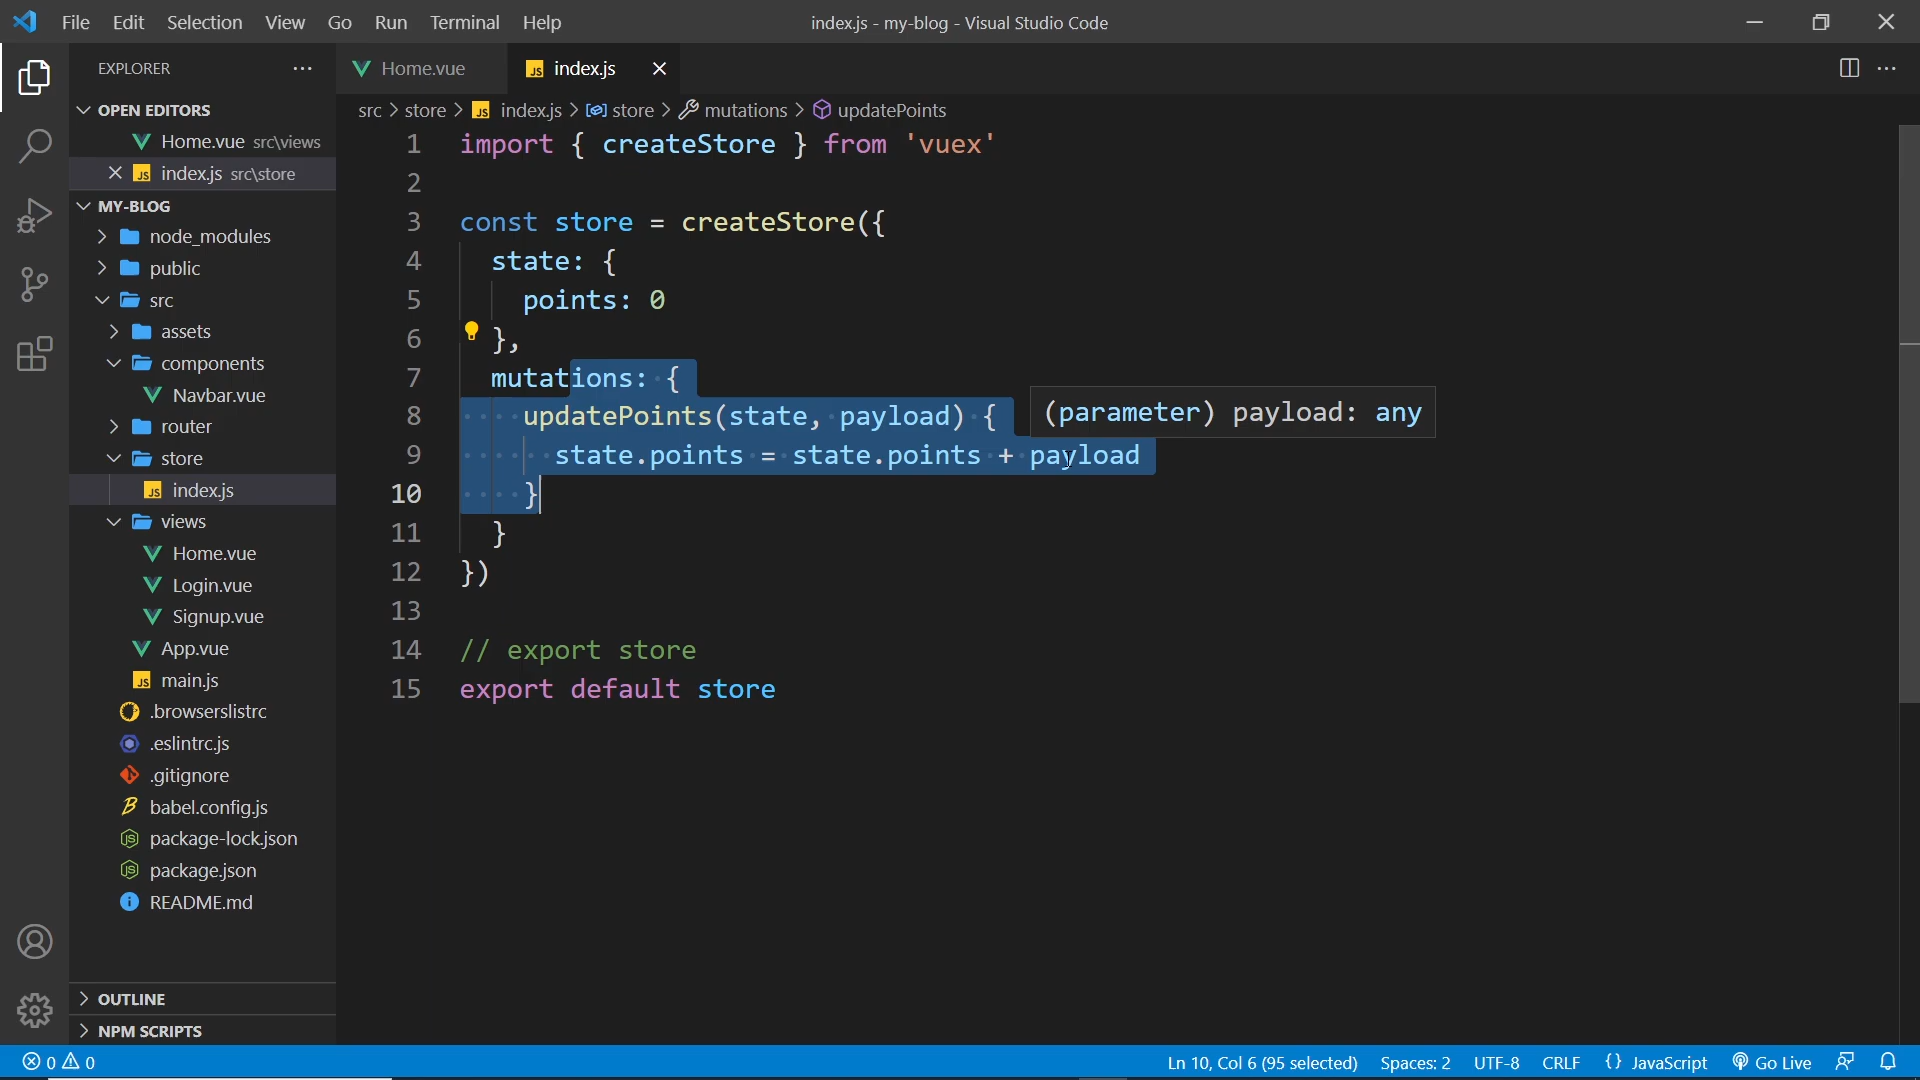 File Edit Selection View Go Run Terminal Help
index.js - my-blog - Visual Studio Code
EXPLORER
Home.vue
JS index.js
OPEN EDITORS
Home.vue src\views
JS index.js src\store
MY-BLOG
node_modules
public
src
assets
components
Navbar.vue
router
store
JS index.js
views
Home.vue
Login.vue
Signup.vue
App.vue
JS main.js
.browserslistrc
.eslintrc.js
.gitignore
babel.config.js
package-lock.json
package.json
README.md
OUTLINE
NPM SCRIPTS
src > store > JS index.js > store > mutations > updatePoints
1 import { createStore } from 'vuex'
2
3 const store = createStore({
4 state: {
5 points: 0
6 },
7 mutations: {
8 updatePoints(state, payload) {
(parameter) payload: any
9 state.points = state.points + payload
10 }
11 }
12 })
13
14 // export store
15 export default store
0 0
Ln 10, Col 6 (95 selected) Spaces: 2 UTF-8 CRLF {} JavaScript Go Live